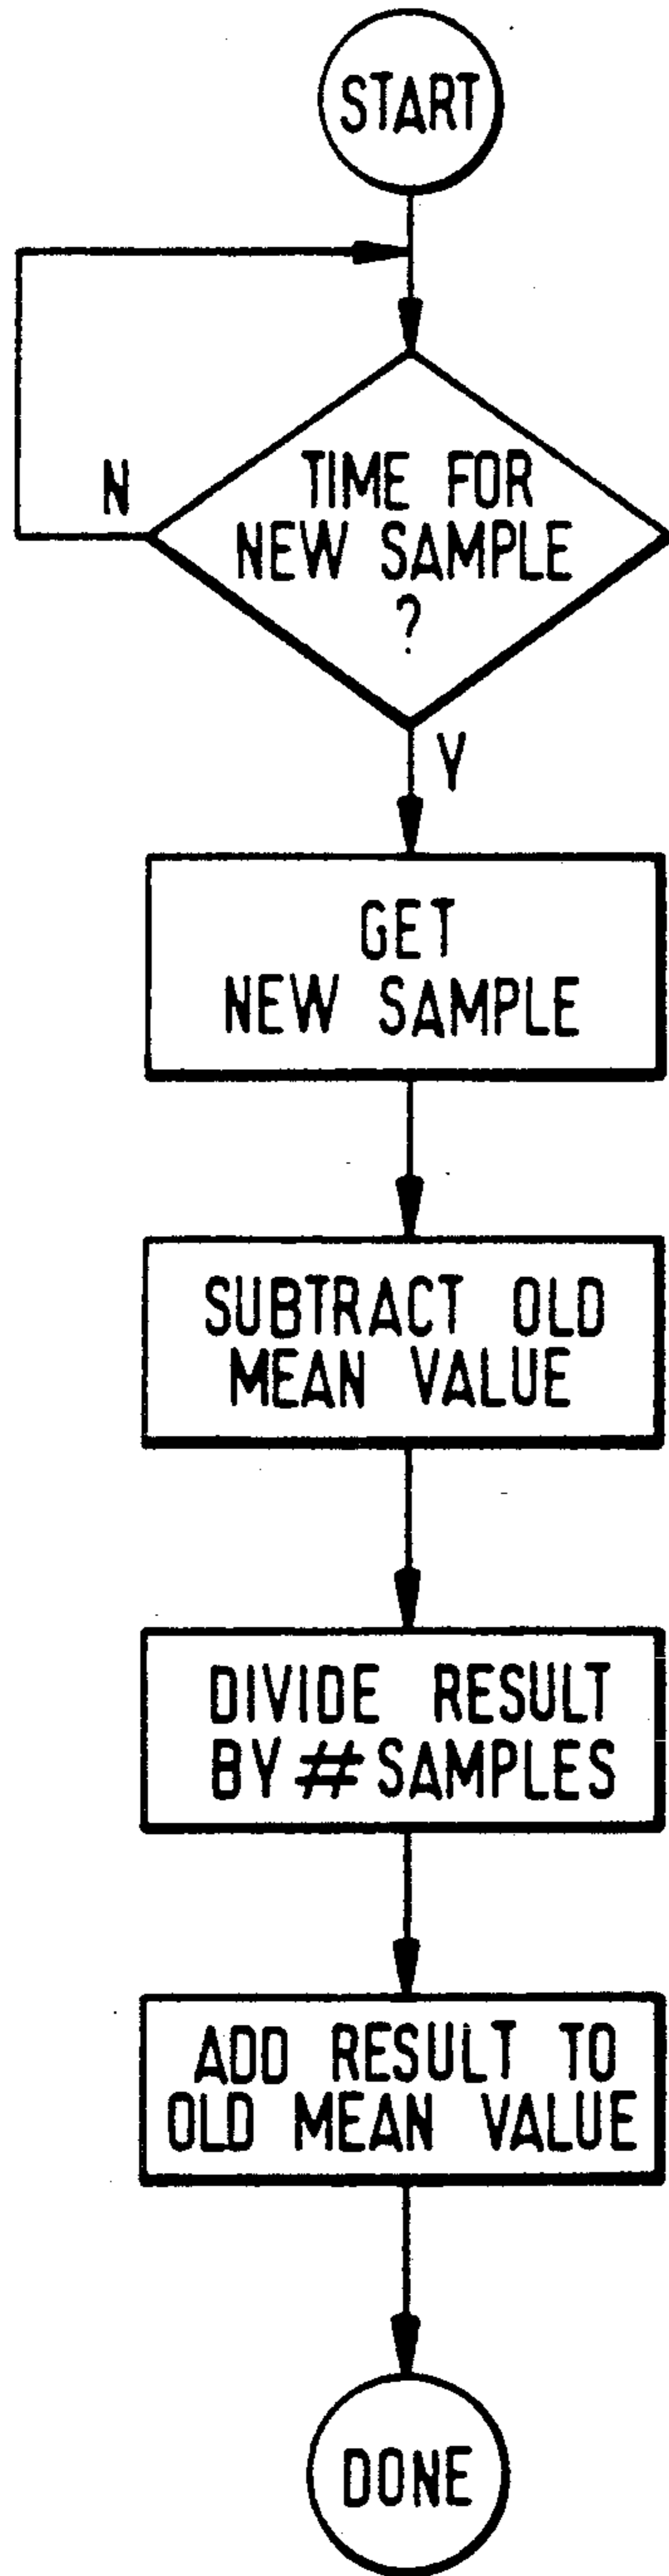 START
TIME FOR
NEW SAMPLE
?
N
Y
GET
NEW SAMPLE
SUBTRACT OLD
MEAN VALUE
DIVIDE RESULT
BY # SAMPLES
ADD RESULT TO
OLD MEAN VALUE
DONE